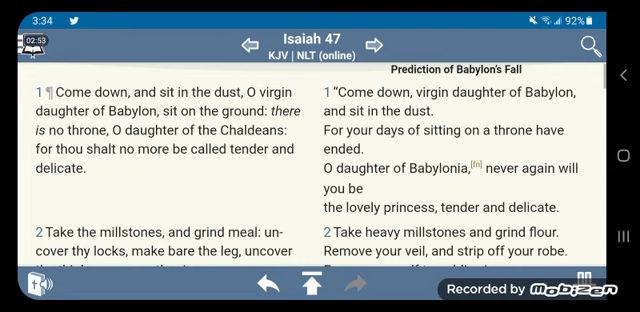 3:34
92%
02:53
Isaiah 47
KJV | NLT (online)
Prediction of Babylon's Fall
1 ¶ Come down, and sit in the dust, O virgin
daughter of Babylon, sit on the ground: there
is no throne, O daughter of the Chaldeans:
for thou shalt no more be called tender and
delicate.
2 Take the millstones, and grind meal: un-
cover thy locks, make bare the leg, uncover
1 “Come down, virgin daughter of Babylon,
and sit in the dust.
For your days of sitting on a throne have
ended.
O daughter of Babylonia,[fn] never again will
you be
the lovely princess, tender and delicate.
2 Take heavy millstones and grind flour.
Remove your veil, and strip off your robe.
Recorded by Mobizen